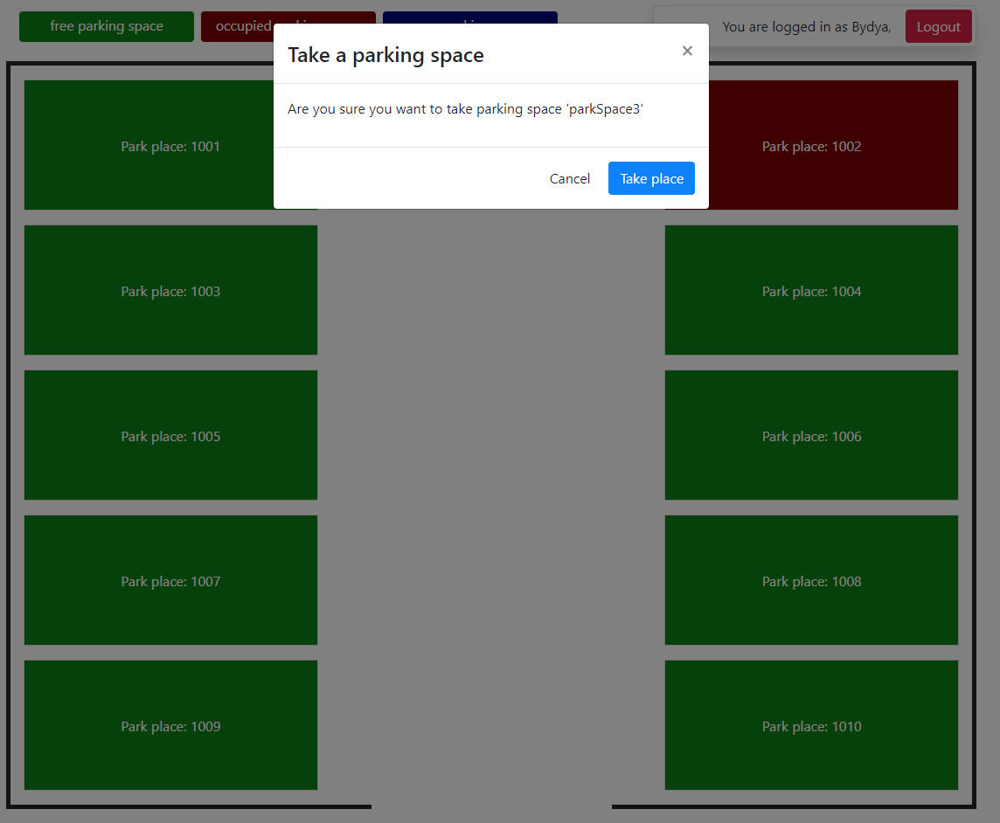 free parking space
occupied
You are logged in as Bydya,
Logout
Take a parking space
×
Are you sure you want to take parking space 'parkSpace3'
Cancel
Take place
Park place: 1001
Park place: 1002
Park place: 1003
Park place: 1004
Park place: 1005
Park place: 1006
Park place: 1007
Park place: 1008
Park place: 1009
Park place: 1010